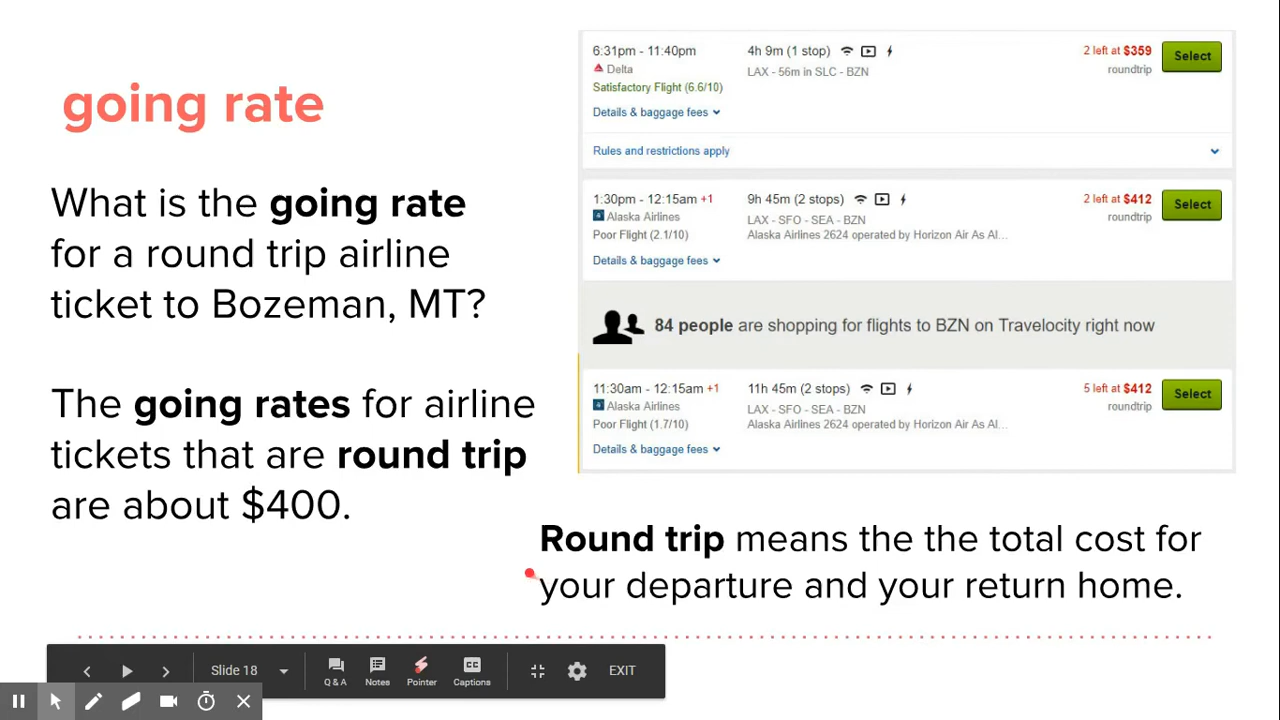 going rate
What is the going rate
for a round trip airline
ticket to Bozeman, MT?
The going rates for airline
tickets that are round trip
are about $400.
6:31pm - 11:40pm 4h 9m (1 stop) 2 left at $359 Select
Delta LAX - 56m in SLC - BZN roundtrip
Satisfactory Flight (6.6/10)
Details & baggage fees
Rules and restrictions apply
1:30pm - 12:15am +1 9h 45m (2 stops) 2 left at $412 Select
Alaska Airlines LAX - SFO - SEA - BZN roundtrip
Poor Flight (2.1/10) Alaska Airlines 2624 operated by Horizon Air As Al...
Details & baggage fees
84 people are shopping for flights to BZN on Travelocity right now
11:30am - 12:15am +1 11h 45m (2 stops) 5 left at $412 Select
Alaska Airlines LAX - SFO - SEA - BZN roundtrip
Poor Flight (1.7/10) Alaska Airlines 2624 operated by Horizon Air As Al...
Details & baggage fees
Round trip means the the total cost for
your departure and your return home.
Slide 18 Q & A Notes Pointer Captions EXIT